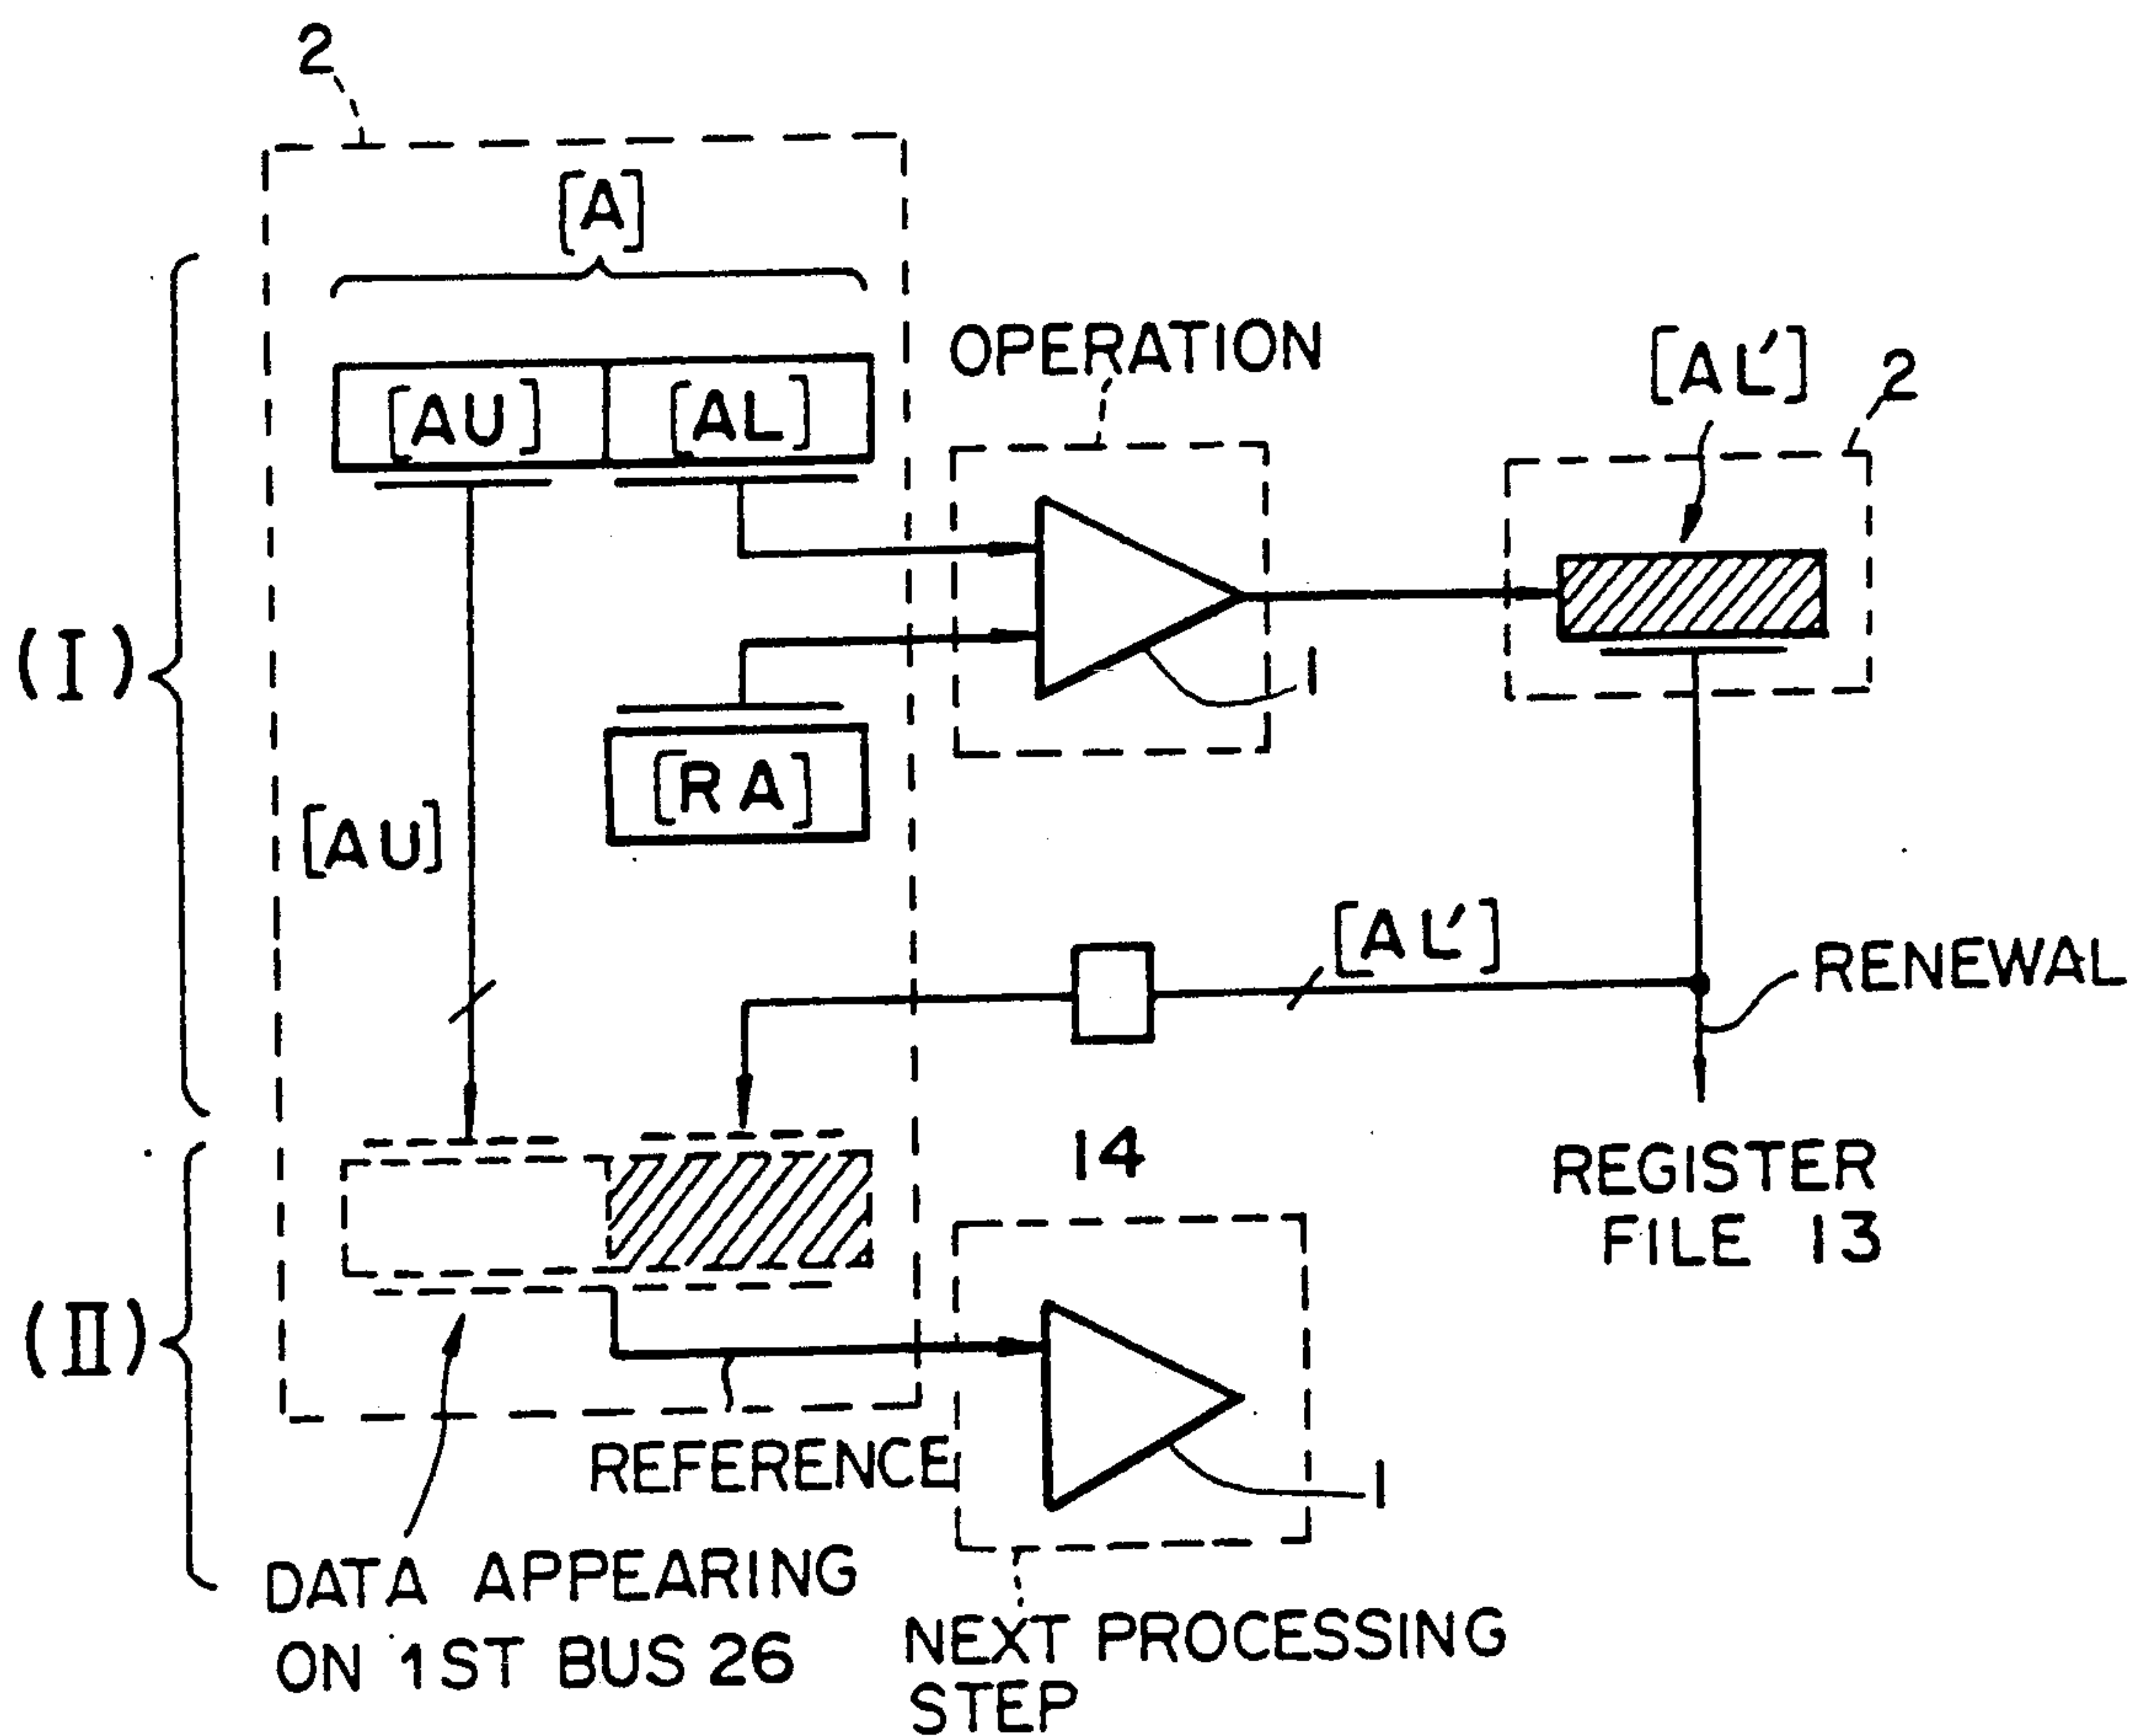 2
[A]
[AU] [AL]
OPERATION
[AL']
2
(I)
1
[RA]
[AU]
[AL']
RENEWAL
14
REGISTER
FILE 13
(II)
REFERENCE
1
DATA APPEARING
ON 1ST BUS 26
NEXT PROCESSING
STEP